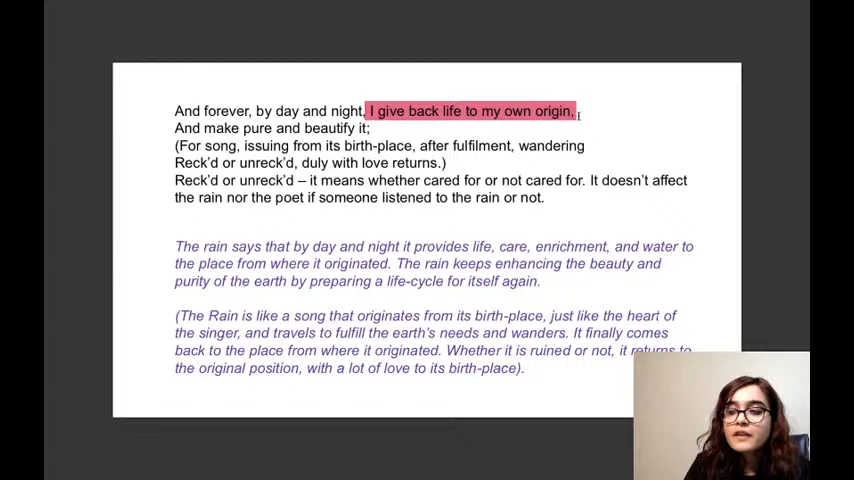 And forever, by day and night, I give back life to my own origin,
And make pure and beautify it;
(For song, issuing from its birth-place, after fulfilment, wandering
Reck'd or unreck'd, duly with love returns.)
Reck'd or unreck'd – it means whether cared for or not cared for. It doesn't affect
the rain nor the poet if someone listened to the rain or not.
The rain says that by day and night it provides life, care, enrichment, and water to
the place from where it originated. The rain keeps enhancing the beauty and
purity of the earth by preparing a life-cycle for itself again.
(The Rain is like a song that originates from its birth-place, just like the heart of
the singer, and travels to fulfill the earth's needs and wanders. It finally comes
back to the place from where it originated. Whether it is ruined or not, it returns to
the original position, with a lot of love to its birth-place).